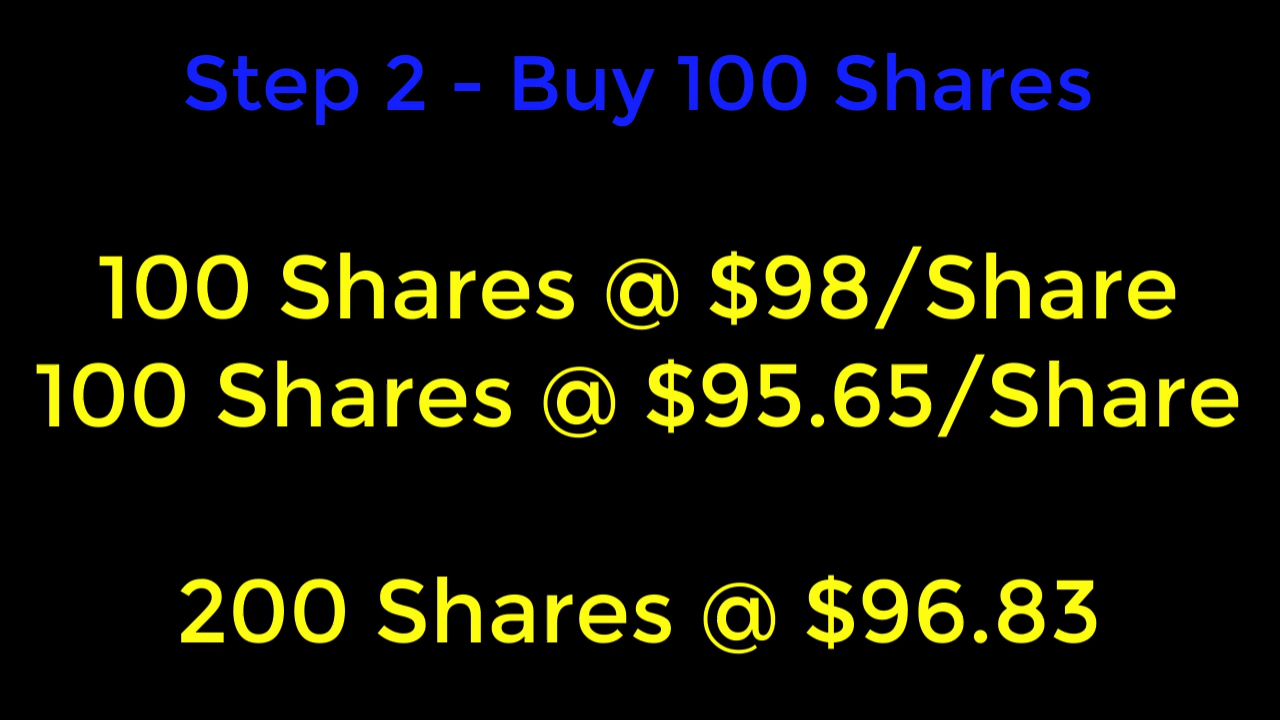 Step 2 - Buy 100 Shares
100 Shares @ $98/Share
100 Shares @ $95.65/Share
200 Shares @ $96.83